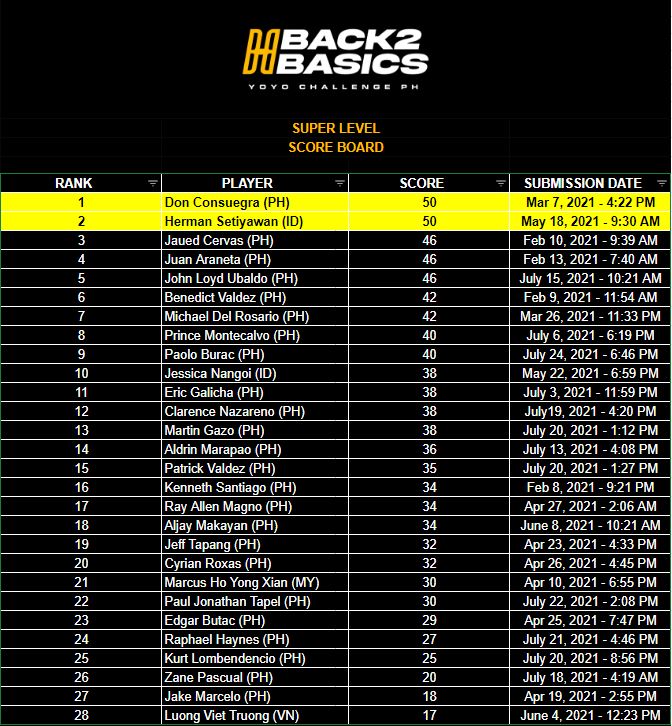 BACK2
BASICS
YOYO CHALLENGE PH
SUPER LEVEL
SCORE BOARD
RANK PLAYER SCORE SUBMISSION DATE
1 Don Consuegra (PH) 50 Mar 7, 2021 - 4:22 PM
2 Herman Setiyawan (ID) 50 May 18, 2021 - 9:30 AM
3 Jaued Cervas (PH) 46 Feb 10, 2021 - 9:39 AM
4 Juan Araneta (PH) 46 Feb 13, 2021 - 7:40 AM
5 John Loyd Ubaldo (PH) 46 July 15, 2021 - 10:21 AM
6 Benedict Valdez (PH) 42 Feb 9, 2021 - 11:54 AM
7 Michael Del Rosario (PH) 42 Mar 26, 2021 - 11:33 PM
8 Prince Montecalvo (PH) 40 July 6, 2021 - 6:19 PM
9 Paolo Burac (PH) 40 July 24, 2021 - 6:46 PM
10 Jessica Nangoi (ID) 38 May 22, 2021 - 6:59 PM
11 Eric Galicha (PH) 38 July 3, 2021 - 11:59 PM
12 Clarence Nazareno (PH) 38 July19, 2021 - 4:20 PM
13 Martin Gazo (PH) 38 July 20, 2021 - 1:12 PM
14 Aldrin Marapao (PH) 36 July 13, 2021 - 4:08 PM
15 Patrick Valdez (PH) 35 July 20, 2021 - 1:27 PM
16 Kenneth Santiago (PH) 34 Feb 8, 2021 - 9:21 PM
17 Ray Allen Magno (PH) 34 Apr 27, 2021 - 2:06 AM
18 Aljay Makayan (PH) 34 June 8, 2021 - 10:21 AM
19 Jeff Tapang (PH) 32 Apr 23, 2021 - 4:33 PM
20 Cyrian Roxas (PH) 32 Apr 26, 2021 - 4:45 PM
21 Marcus Ho Yong Xian (MY) 30 Apr 10, 2021 - 6:55 PM
22 Paul Jonathan Tapel (PH) 30 July 22, 2021 - 2:08 PM
23 Edgar Butac (PH) 29 Apr 25, 2021 - 7:47 PM
24 Raphael Haynes (PH) 27 July 21, 2021 - 4:46 PM
25 Kurt Lombendencio (PH) 25 July 20, 2021 - 8:56 PM
26 Zane Pascual (PH) 20 July 18, 2021 - 4:19 AM
27 Jake Marcelo (PH) 18 Apr 19, 2021 - 2:55 PM
28 Luong Viet Truong (VN) 17 June 4, 2021 - 12:23 PM